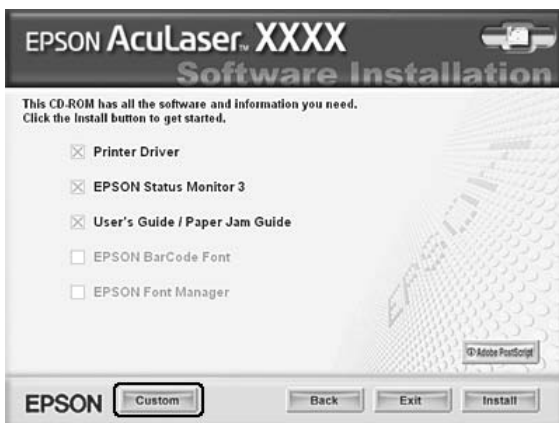 EPSON AcuLaser™ XXXX
Software Installation
This CD-ROM has all the software and information you need.
Click the Install button to get started.
Printer Driver
EPSON Status Monitor 3
User's Guide / Paper Jam Guide
EPSON BarCode Font
EPSON Font Manager
EPSON
Adobe PostScript
EPSON
Custom
Back
Exit
Install